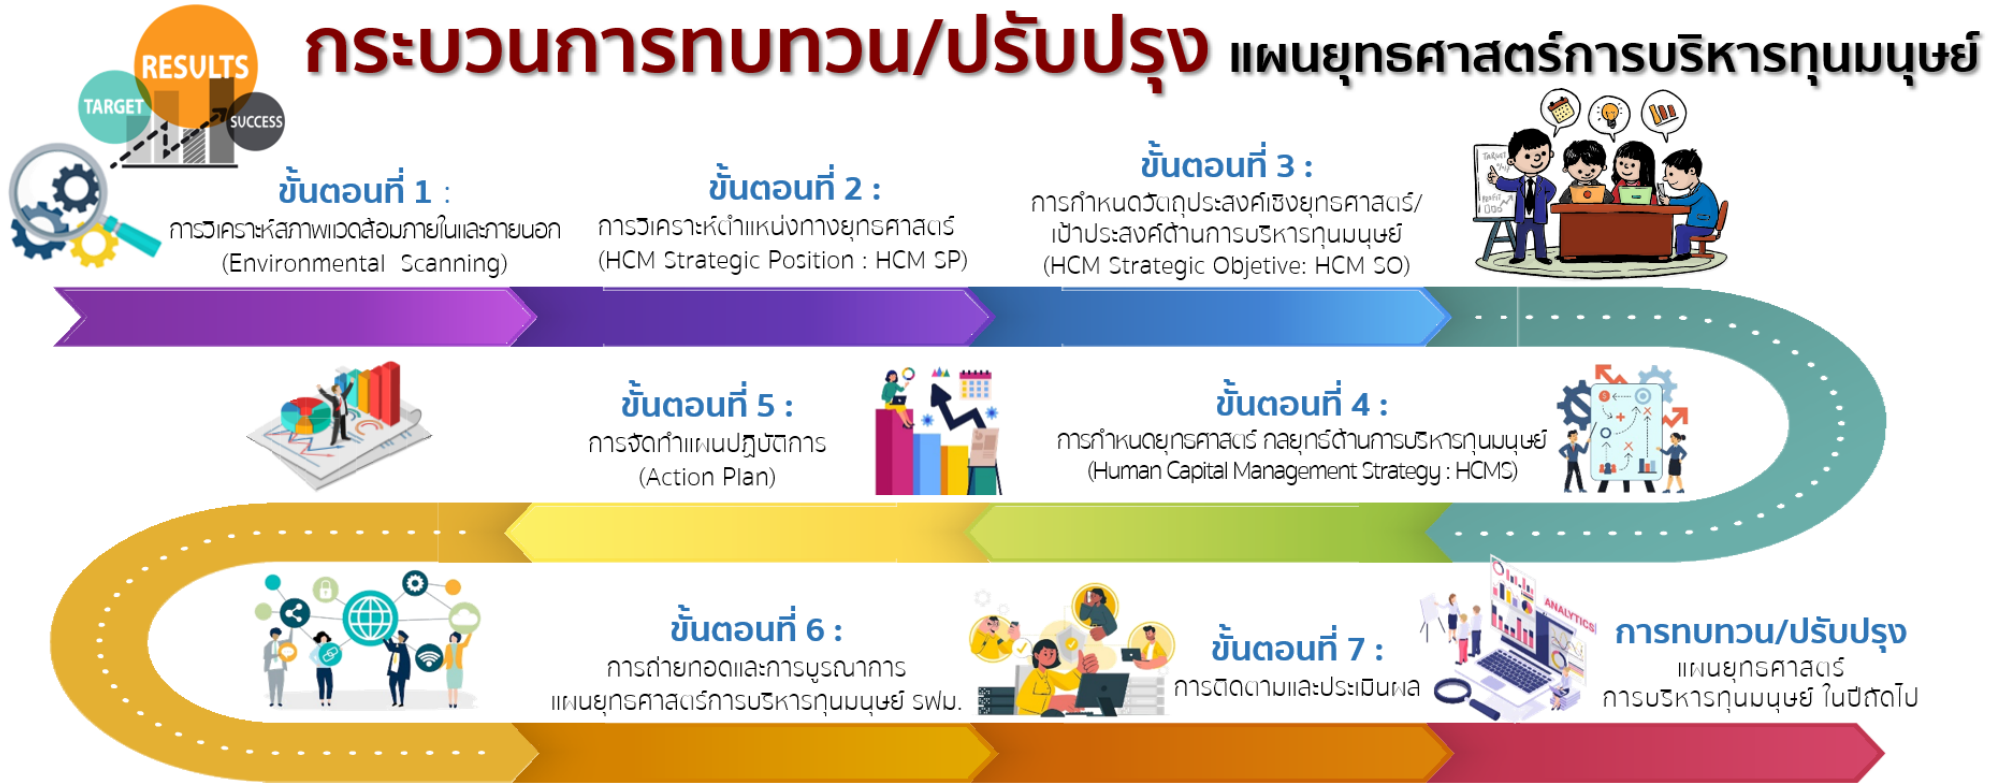 กระบวนการทบทวน/ปรับปรุง แผนยุทธศาสตร์การบริหารทุนมนุษย์
RESULTS
TARGET
SUCCESS
ขั้นตอนที่ 1 :
การวิเคราะห์สภาพแวดล้อมภายในและภายนอก
(Environmental Scanning)
ขั้นตอนที่ 2 :
การวิเคราะห์ตำแหน่งทางยุทธศาสตร์
(HCM Strategic Position : HCM SP)
ขั้นตอนที่ 3 :
การกำหนดวัตถุประสงค์เชิงยุทธศาสตร์/
เป้าประสงค์ด้านการบริหารทุนมนุษย์
(HCM Strategic Objetive: HCM SO)
TARGET
ขั้นตอนที่ 4 :
การกำหนดยุทธศาสตร์ กลยุทธ์ด้านการบริหารทุนมนุษย์
(Human Capital Management Strategy : HCMS)
ขั้นตอนที่ 5 :
การจัดทำแผนปฏิบัติการ
(Action Plan)
ขั้นตอนที่ 6 :
การถ่ายทอดและการบูรณาการ
แผนยุทธศาสตร์การบริหารทุนมนุษย์ รฟม.
ขั้นตอนที่ 7 :
การติดตามและประเมินผล
ANALYTICS
การทบทวน/ปรับปรุง
แผนยุทธศาสตร์
การบริหารทุนมนุษย์ ในปีถัดไป